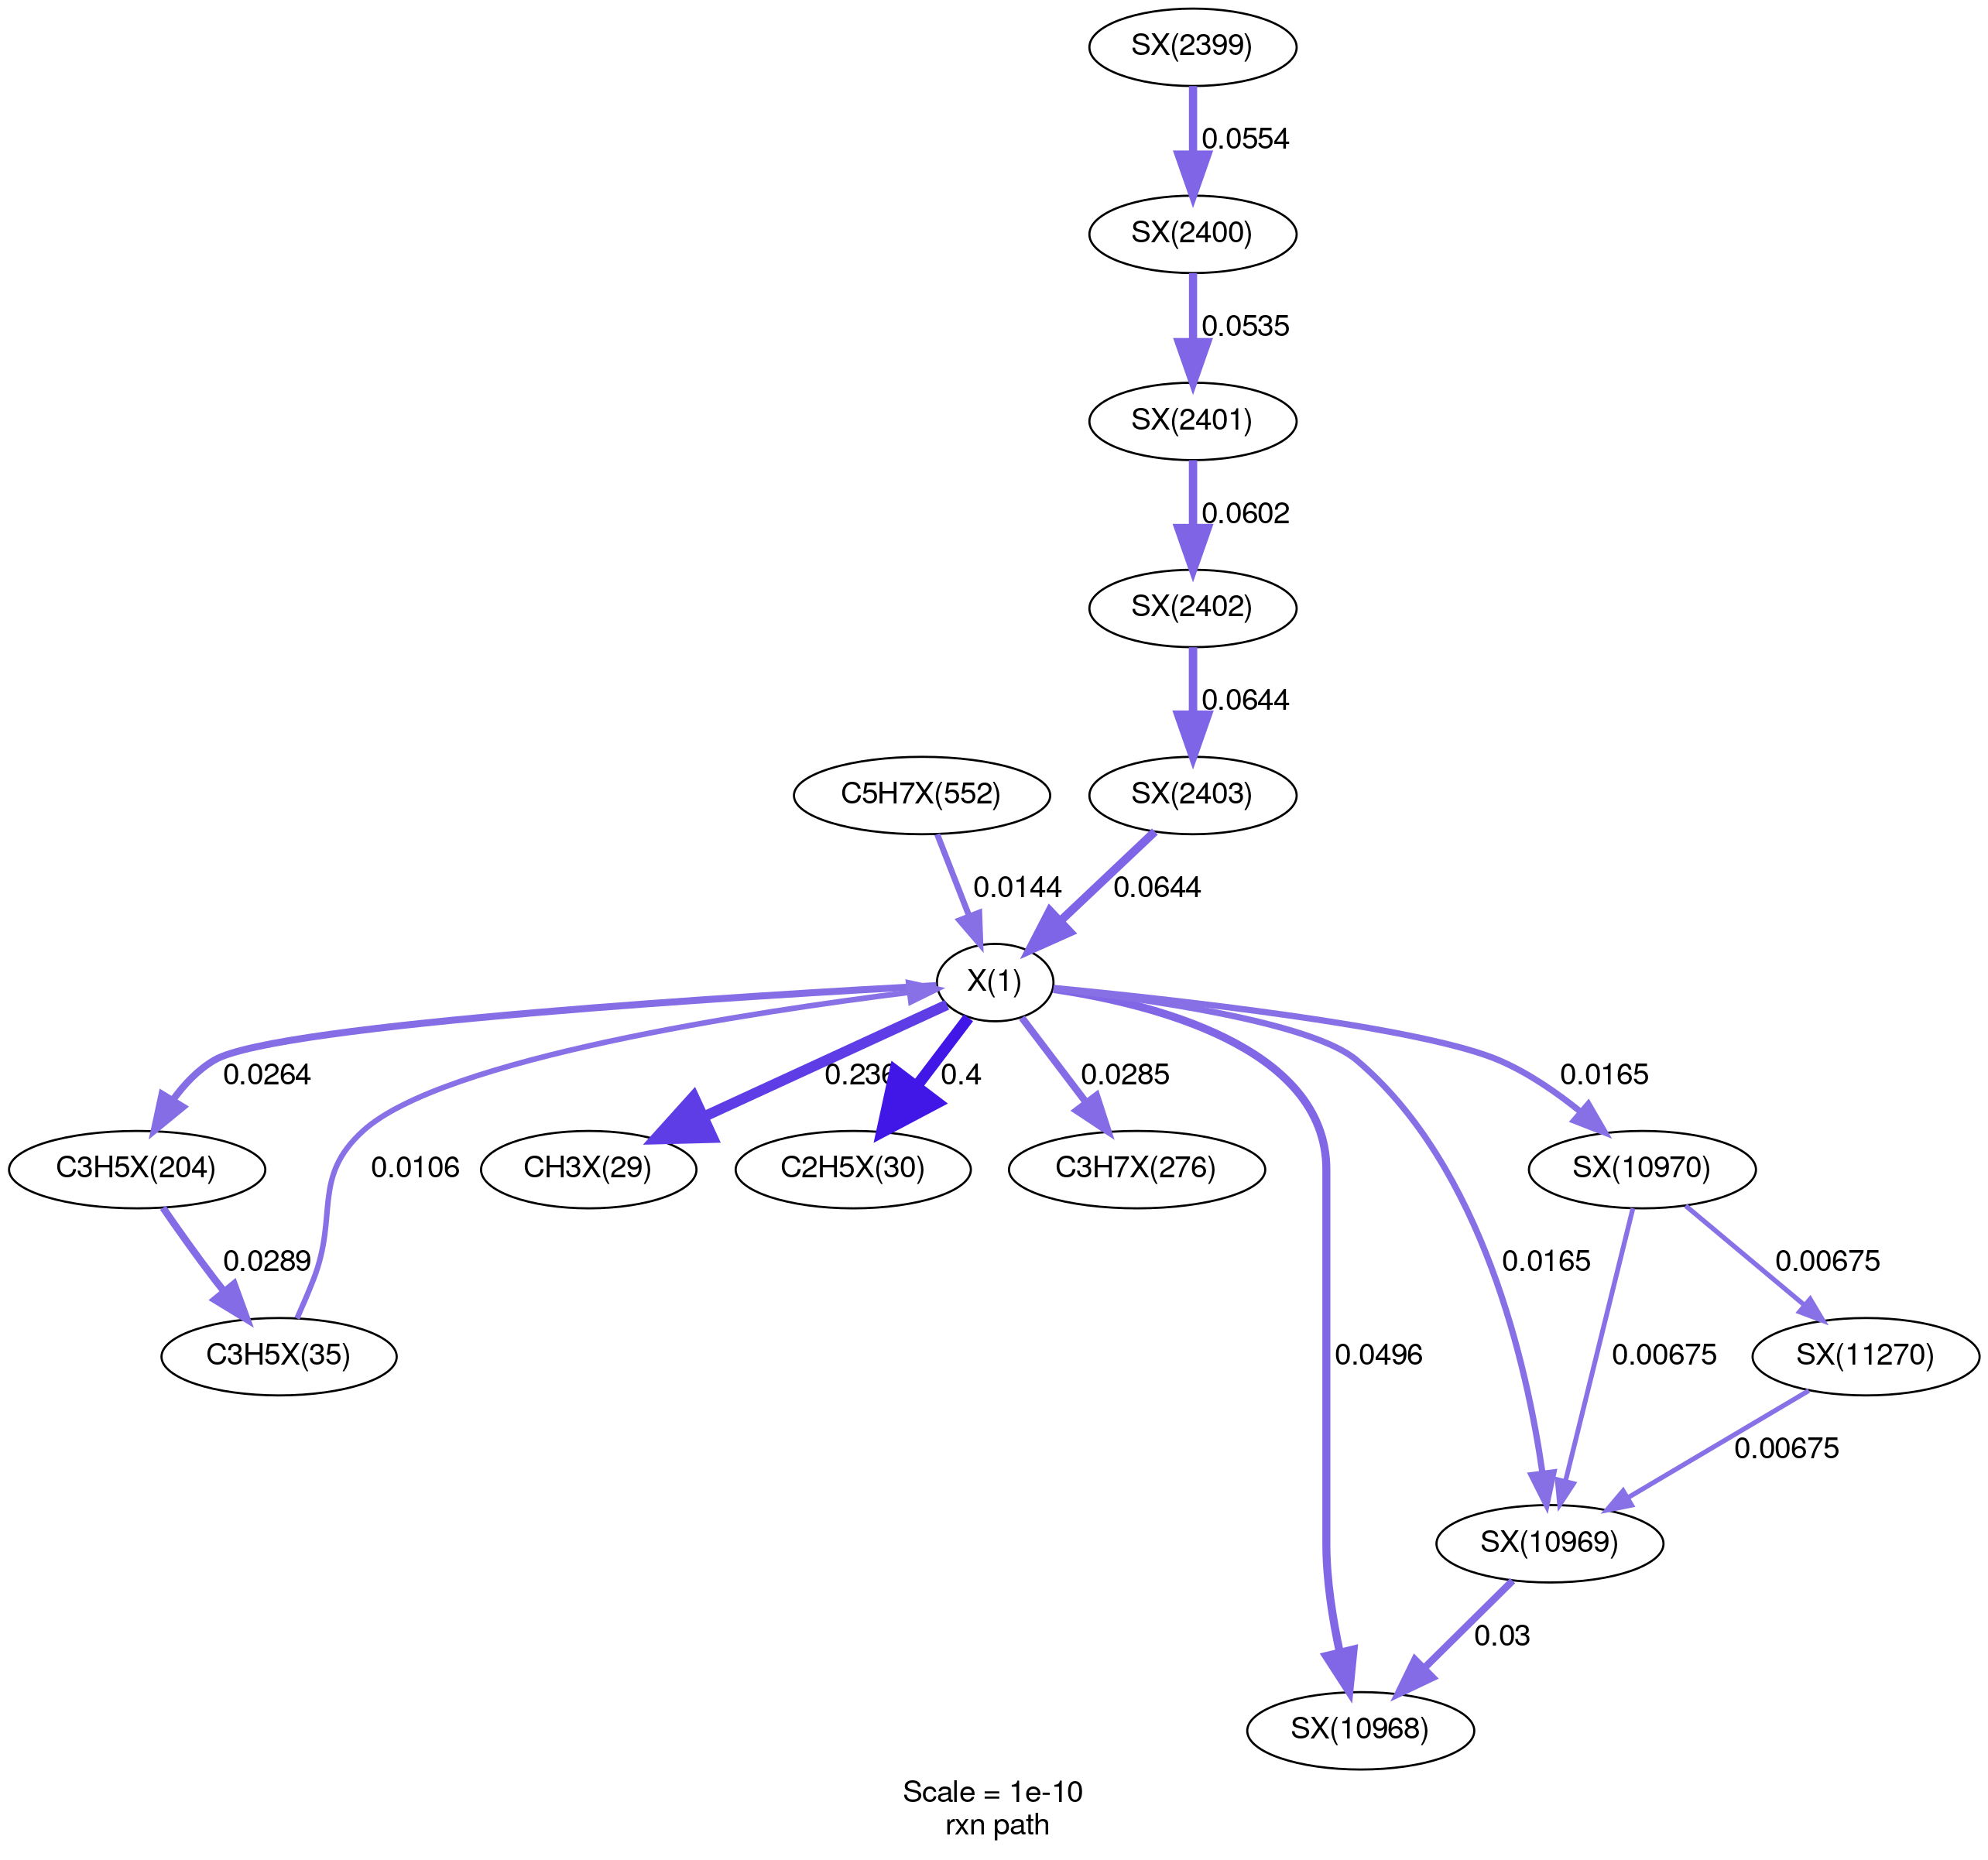 SX(2399)
0.0554
SX(2400)
0.0535
SX(2401)
0.0602
SX(2402)
0.0644
C5H7X(552)
SX(2403)
0.0144
0.0644
X(1)
0.0264
0.236
0.4
0.0285
0.0165
C3H5X(204)
0.0106
CH3X(29)
C2H5X(30)
C3H7X(276)
SX(10970)
0.0289
0.0165
0.00675
C3H5X(35)
0.0496
0.00675
SX(11270)
0.00675
SX(10969)
0.03
SX(10968)
Scale = 1e-10
rxn path